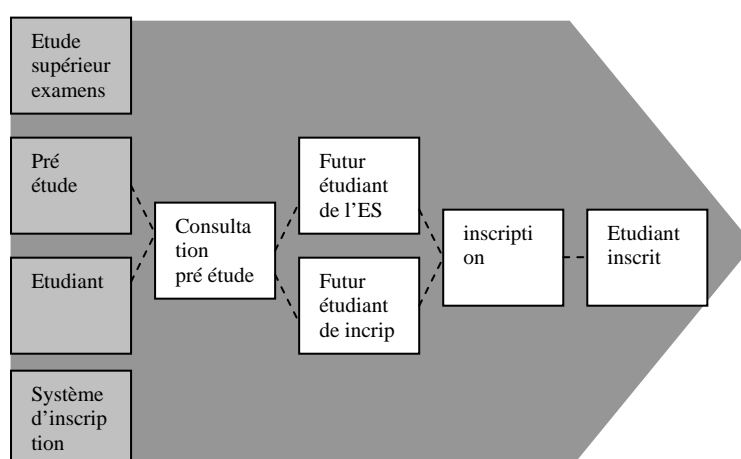 Etude
supérieur
examens
Pré
étude
Etudiant
Système
d'inscrip
tion
Consulta
tion
pré étude
Futur
étudiant
de l'ES
Futur
étudiant
de incrip
inscripti
on
Etudiant
inscrit